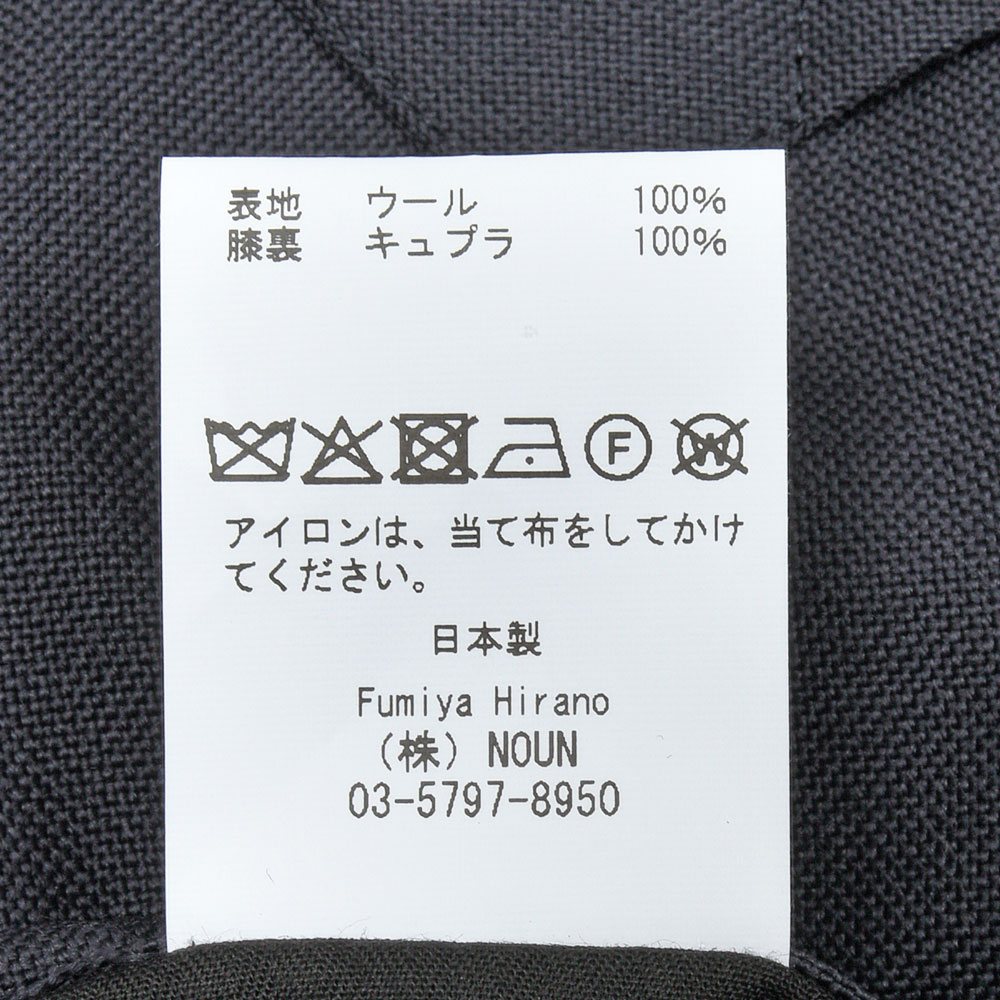 表地 ウール 100%
膝裏 キュプラ 100%
F W
アイロンは、当て布をしてかけ
てください。
日本製
Fumiya Hirano
(株) NOUN
03-5797-8950